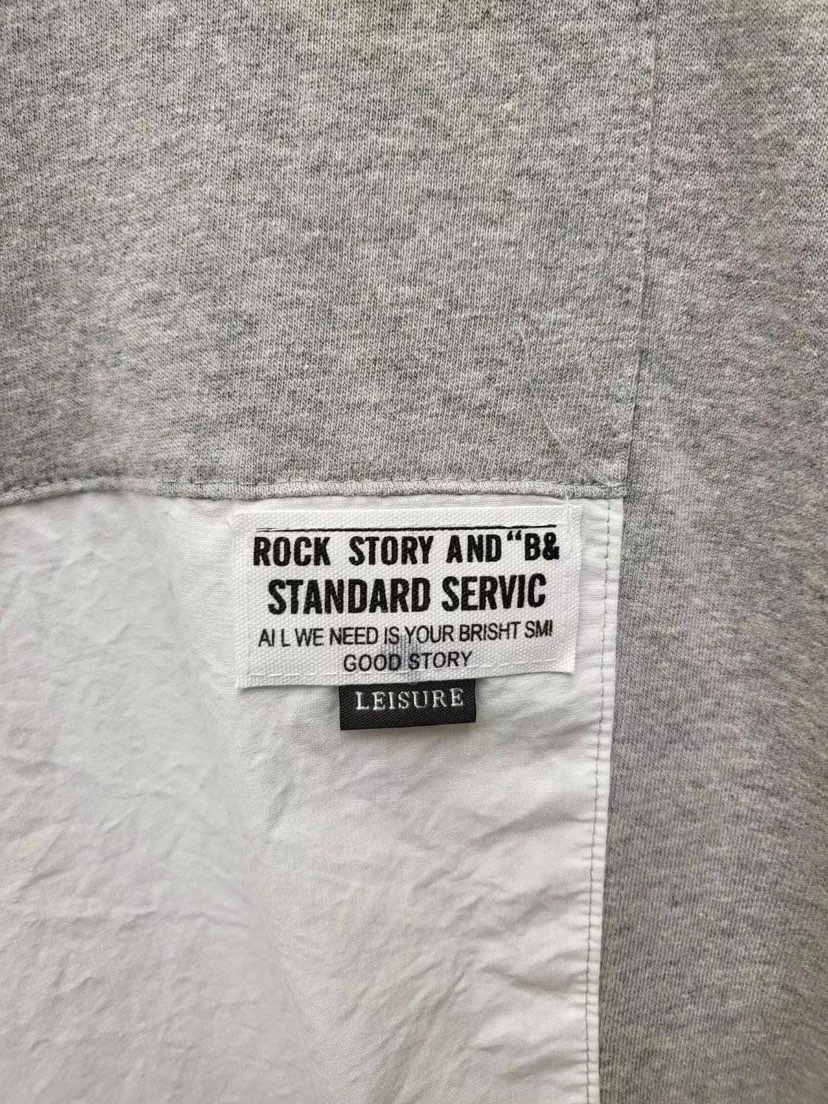 ROCK STORY AND “B&
STANDARD SERVIC
AI L WE NEED IS YOUR BRISHT SMI
GOOD STORY
LEISURE